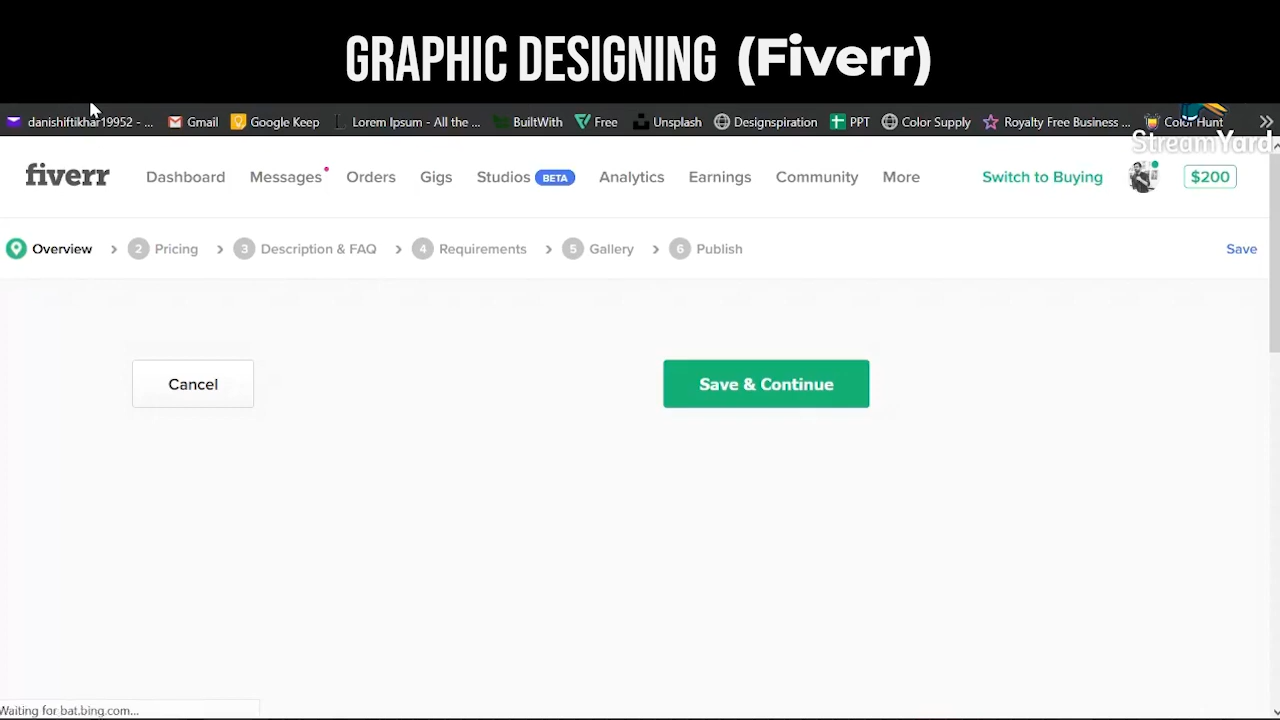 GRAPHIC DESIGNING (Fiverr)
danishiftikhar19952 - ... Gmail Google Keep Lorem Ipsum - All the ... BuiltWith Free Unsplash Designspiration PPT Color Supply Royalty Free Business ... Color Hunt »
StreamYard
fiverr Dashboard Messages Orders Gigs Studios BETA Analytics Earnings Community More Switch to Buying $200
Overview › 2 Pricing › 3 Description & FAQ › 4 Requirements › 5 Gallery › 6 Publish Save
Cancel Save & Continue
Waiting for bat.bing.com...